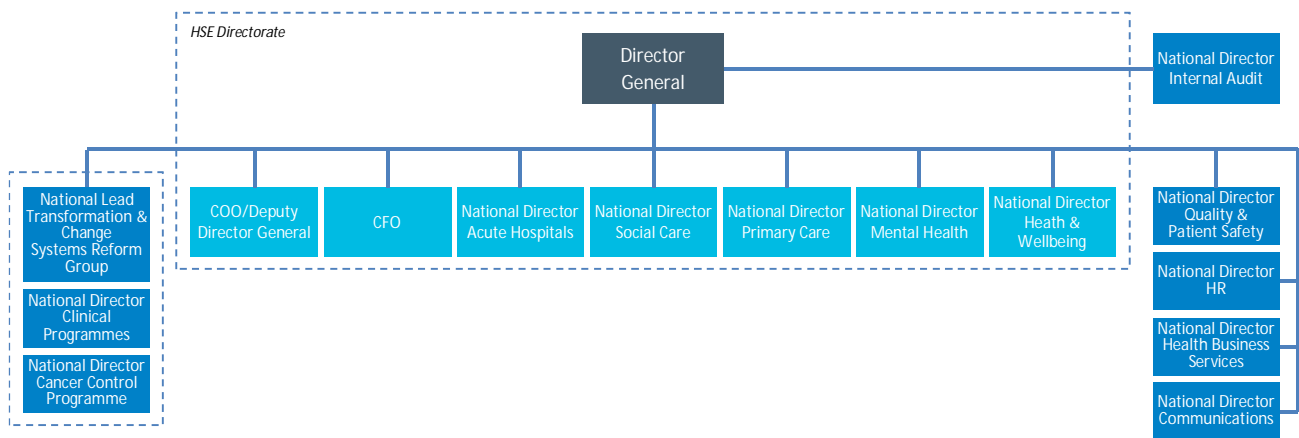 HSE Directorate
Director
General
National Director
Internal Audit
National Lead
Transformation &
Change
Systems Reform
Group
National Director
Clinical
Programmes
National Director
Cancer Control
Programme
COO/Deputy
Director General
CFO
National Director
Acute Hospitals
National Director
Social Care
National Director
Primary Care
National Director
Mental Health
National Director
Heath &
Wellbeing
National Director
Quality &
Patient Safety
National Director
HR
National Director
Health Business
Services
National Director
Communications